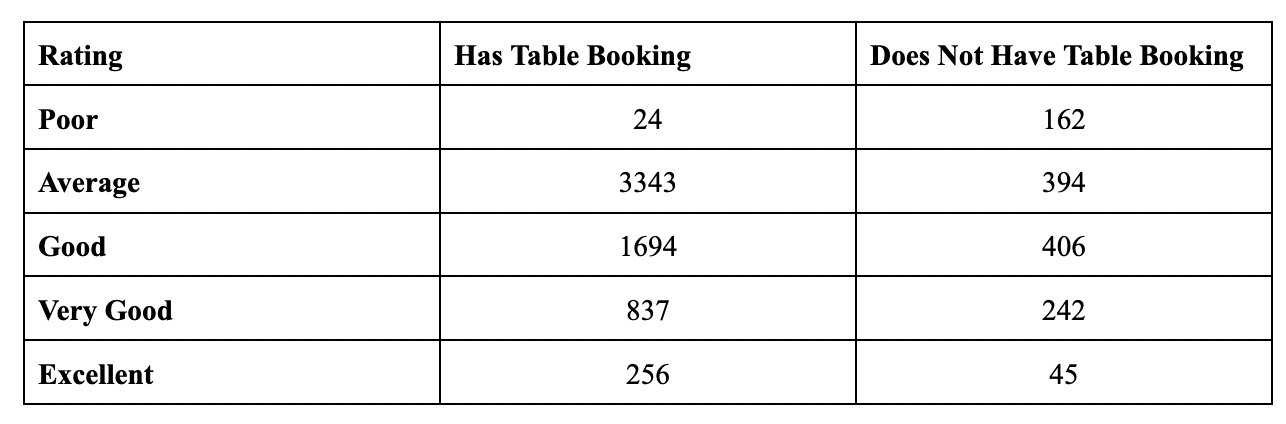 Rating Has Table Booking Does Not Have Table Booking
Poor 24 162
Average 3343 394
Good 1694 406
Very Good 837 242
Excellent 256 45